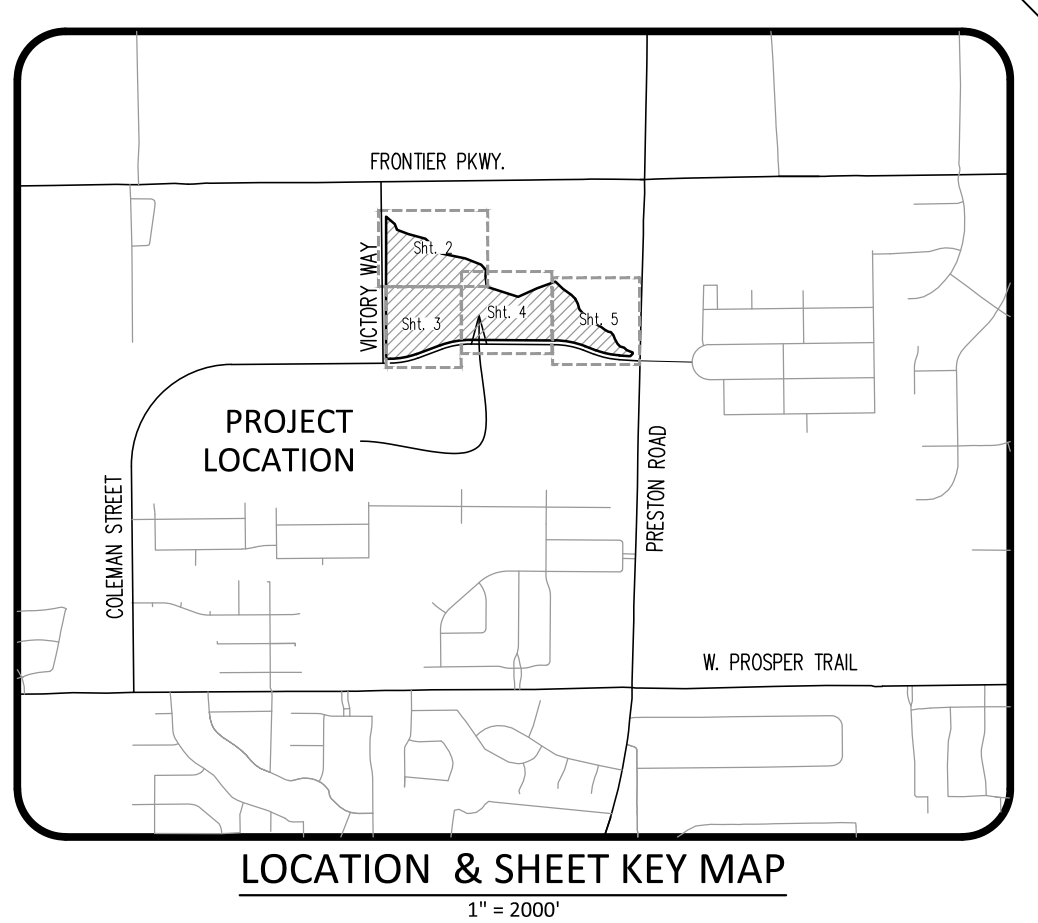 FRONTIER PKWY.
VICTORY WAY
Sht. 2
Sht. 3
Sht. 4
Sht. 5
PROJECT
LOCATION
COLEMAN STREET
PRESTON ROAD
W. PROSPER TRAIL
LOCATION & SHEET KEY MAP
1" = 2000'